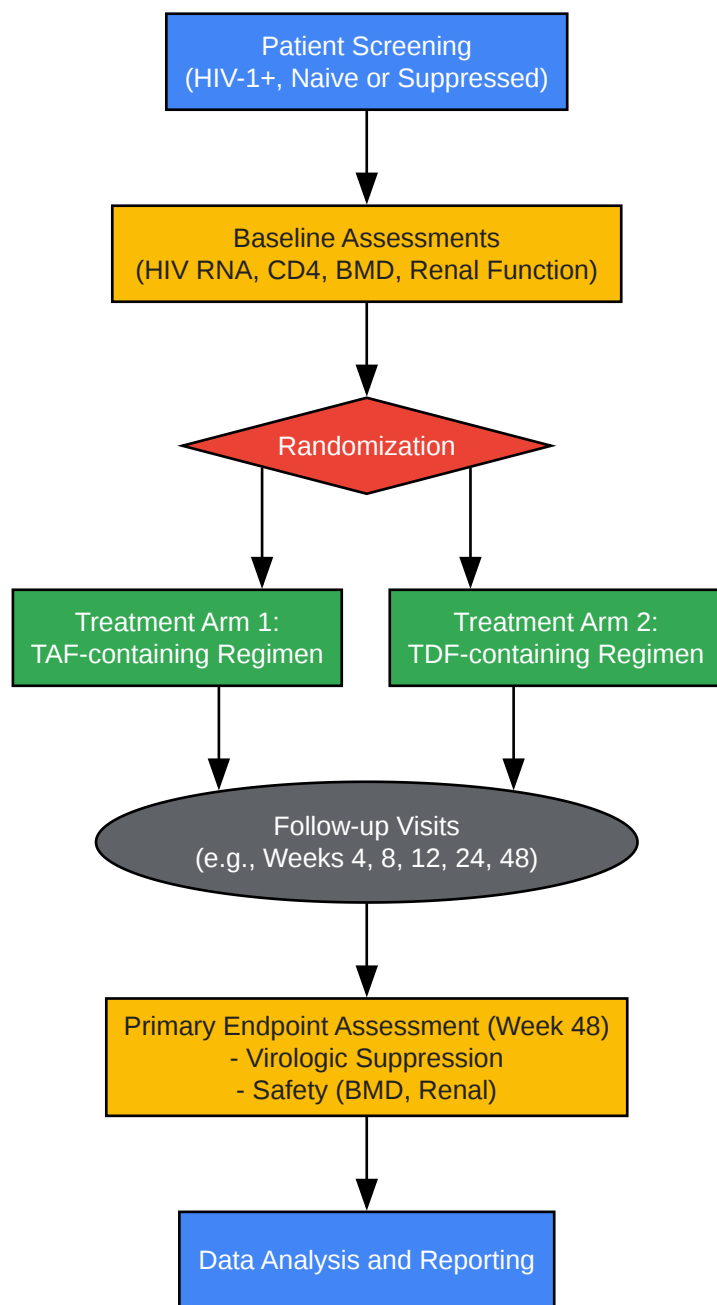 Patient Screening
(HIV-1+, Naive or Suppressed)
Baseline Assessments
(HIV RNA, CD4, BMD, Renal Function)
Randomization
Treatment Arm 1:
TAF-containing Regimen
Treatment Arm 2:
TDF-containing Regimen
Follow-up Visits
(e.g., Weeks 4, 8, 12, 24, 48)
Primary Endpoint Assessment (Week 48)
- Virologic Suppression
- Safety (BMD, Renal)
Data Analysis and Reporting